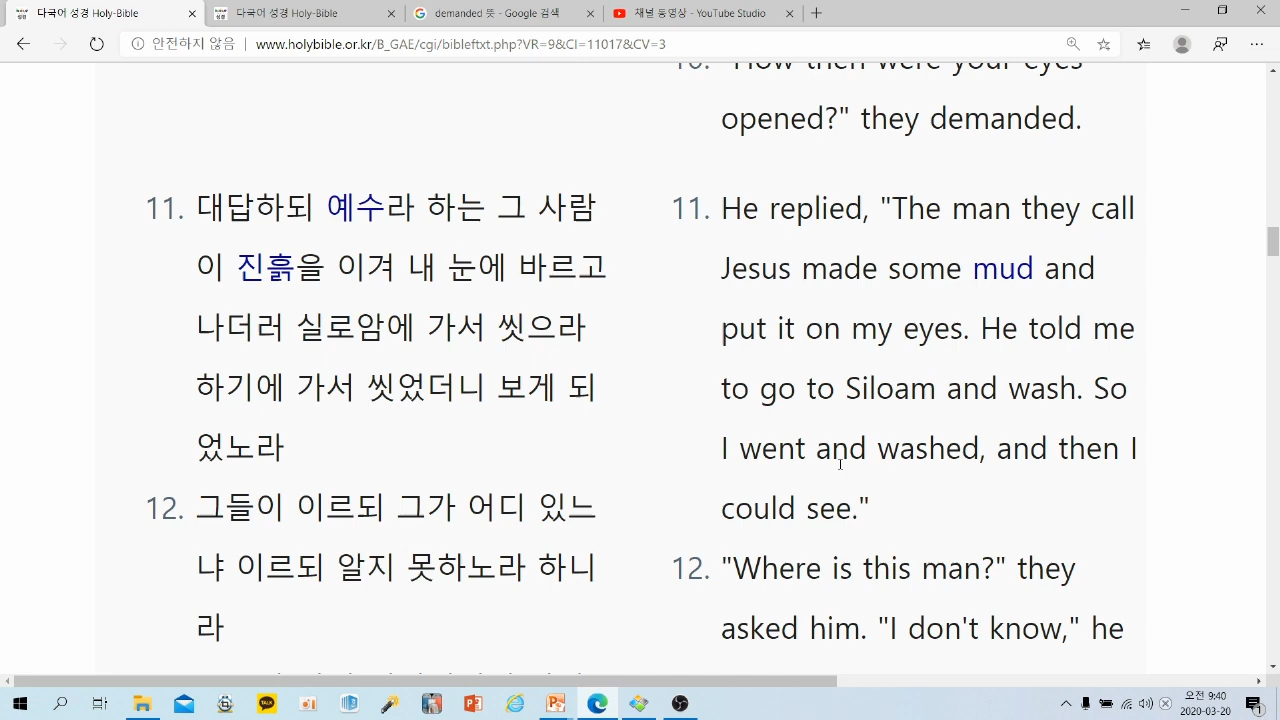 다국어 성경 Holy-Bible
다국어 성경 Holy-Bible
demanded 뜻 - Google 검색
채널 동영상 - YouTube Studio
안전하지 않음
www.holybible.or.kr/B_GAE/cgi/bibleftxt.php?VR=9&CI=11017&CV=3
10. "How then were your eyes
opened?" they demanded.
11. 대답하되 예수라 하는 그 사람
이 진흙을 이겨 내 눈에 바르고
나더러 실로암에 가서 씻으라
하기에 가서 씻었더니 보게 되
었노라
12. 그들이 이르되 그가 어디 있느
냐 이르되 알지 못하노라 하니
라
11. He replied, "The man they call
Jesus made some mud and
put it on my eyes. He told me
to go to Siloam and wash. So
I went and washed, and then I
could see."
12. "Where is this man?" they
asked him. "I don't know," he
오전 9:40
2020-03-20